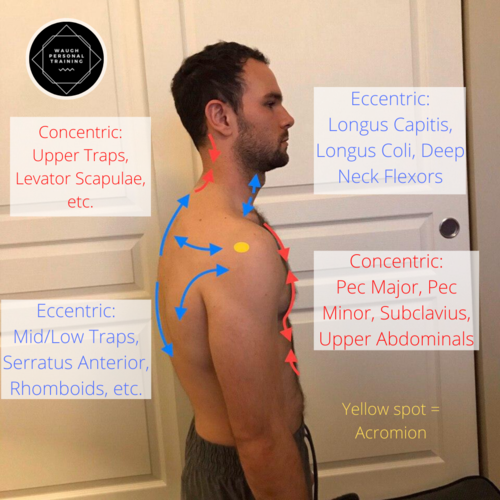 WAUGH
PERSONAL
TRAINING
Concentric:
Upper Traps,
Levator Scapulae,
etc.
Eccentric:
Longus Capitis,
Longus Coli, Deep
Neck Flexors
Concentric:
Pec Major, Pec
Minor, Subclavius,
Upper Abdominals
Eccentric:
Mid/Low Traps,
Serratus Anterior,
Rhomboids, etc.
Yellow spot =
Acromion